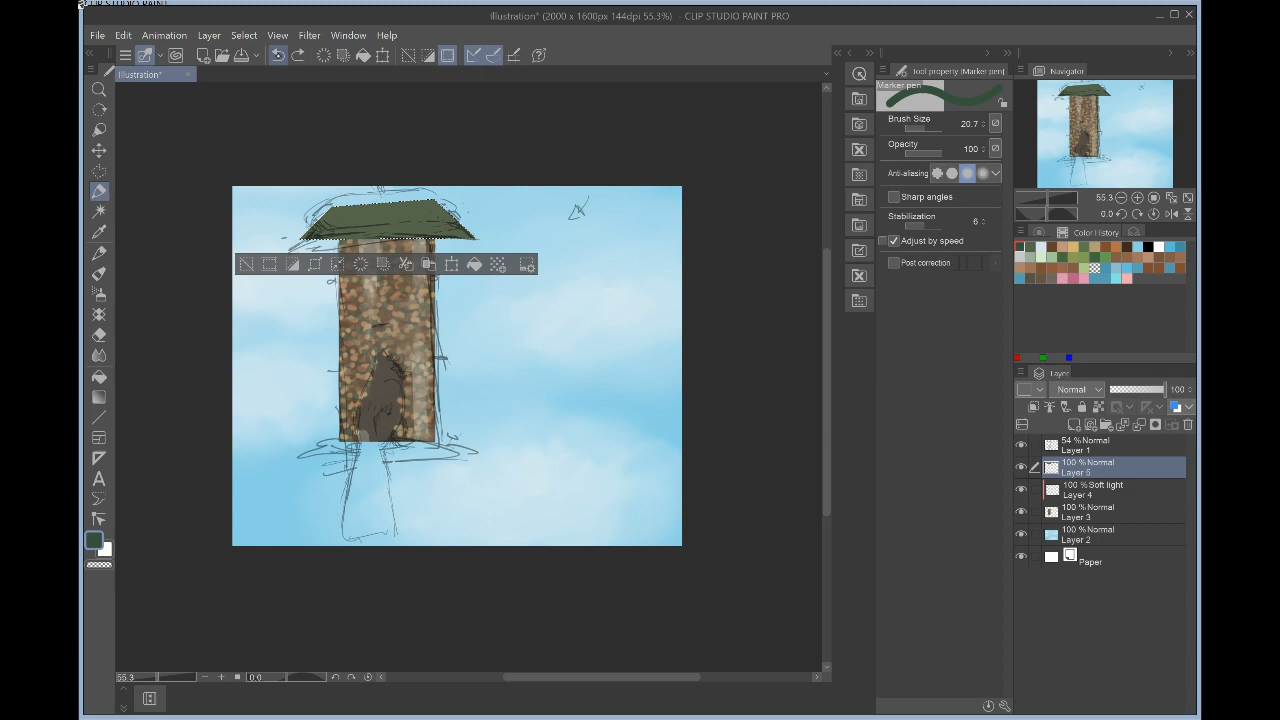 CLIP STUDIO PAINT
Illustration* (2000 x 1600px 144dpi 55.3%) - CLIP STUDIO PAINT PRO
File Edit Animation Layer Select View Filter Window Help
Illustration*
Tool property (Marker pen)
Navigator
Marker pen
Brush Size 20.7
Opacity 100
Anti-aliasing
Sharp angles
Stabilization 6
Adjust by speed
Post correction
55.3
0.0
Color History
Layer
Normal 100
54 % Normal
Layer 1
100 % Normal
Layer 5
100 % Soft light
Layer 4
100 % Normal
Layer 3
100 % Normal
Layer 2
Paper
55.3 0.0